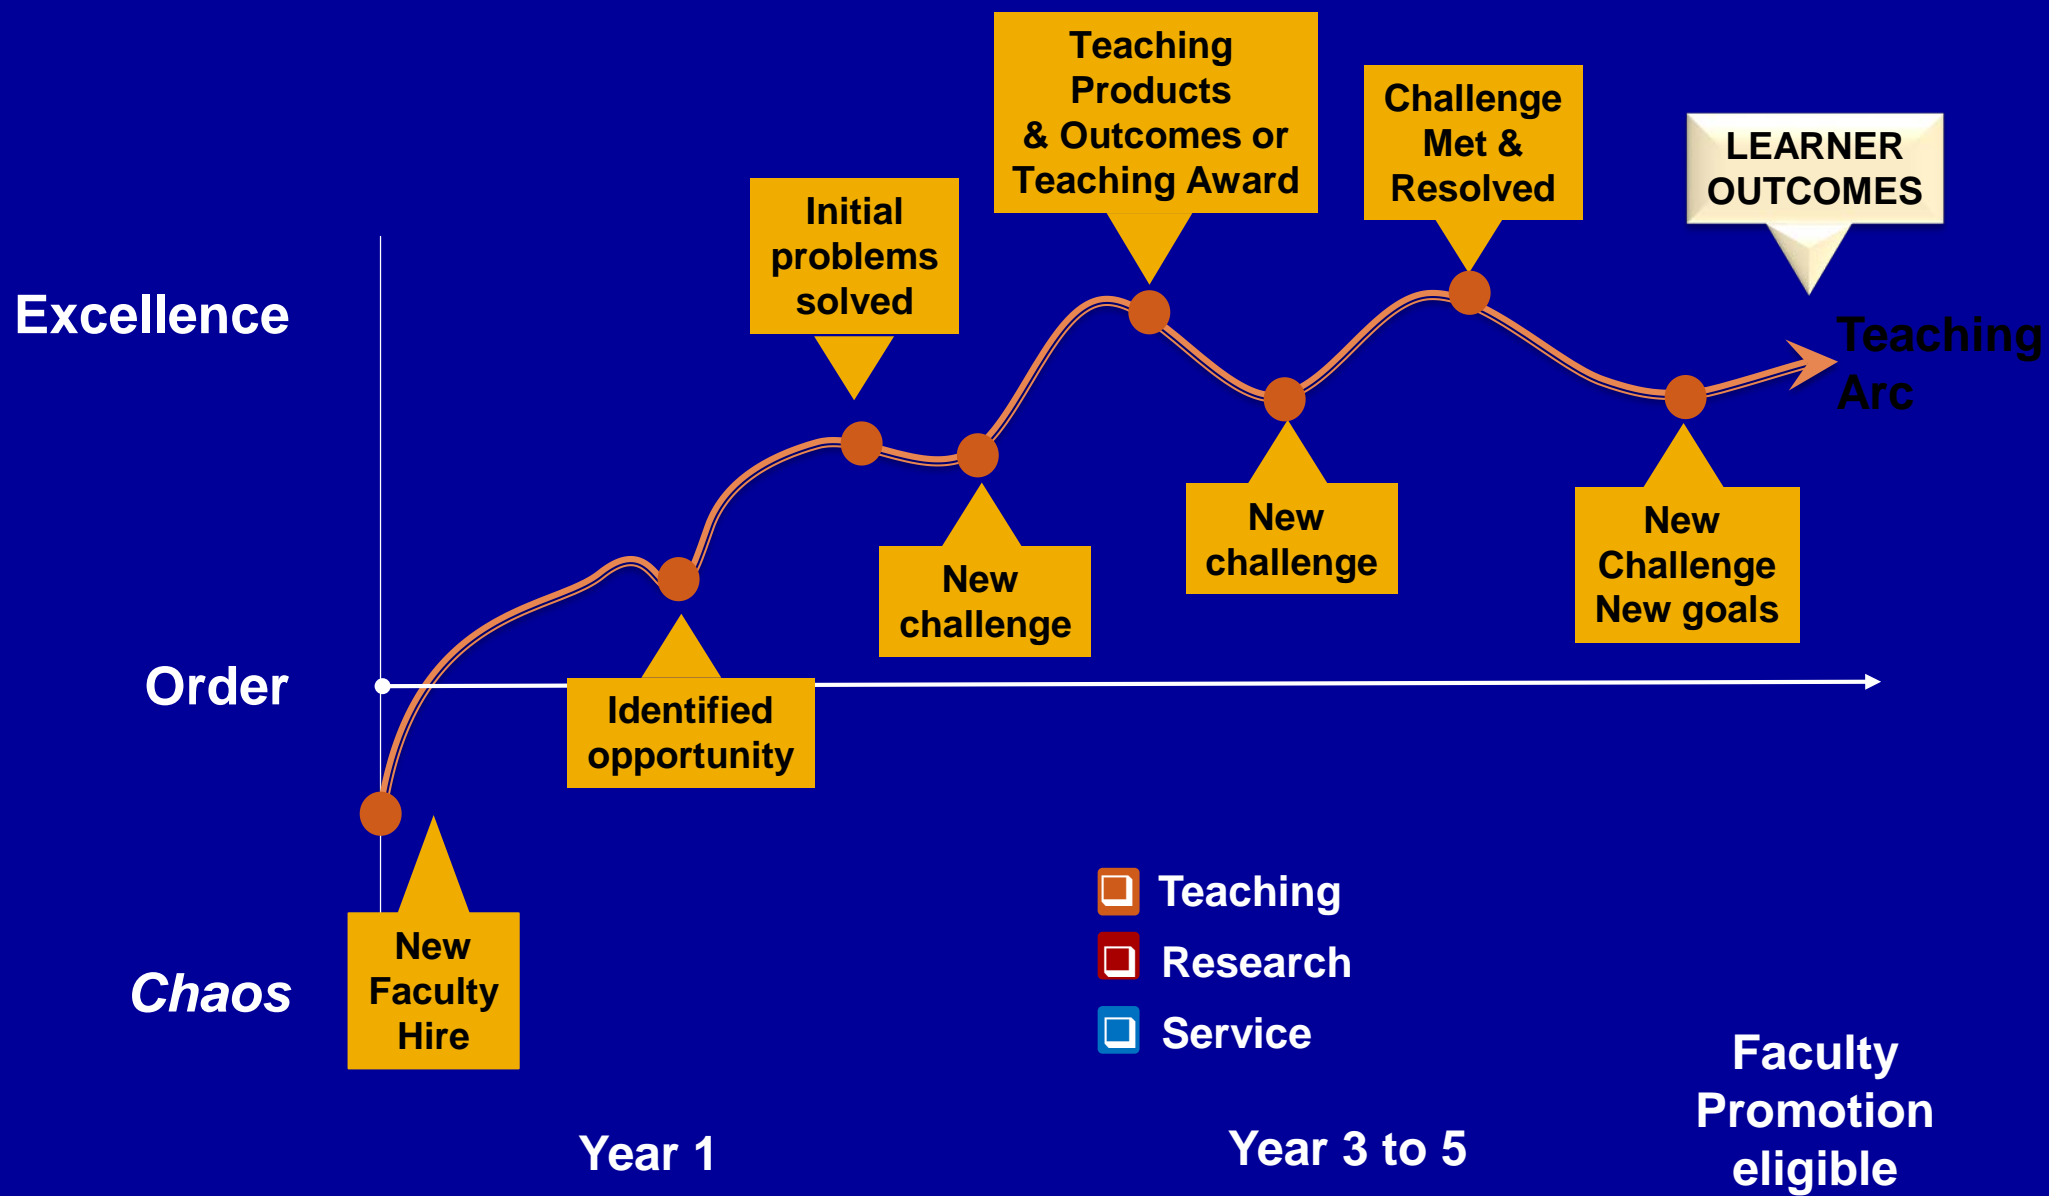 Teaching
Products
& Outcomes or
Teaching Award
Challenge
Met &
Resolved
LEARNER
OUTCOMES
Initial
problems
solved
Excellence
Teaching
Arc
New
challenge
New
challenge
New
Challenge
New goals
Order
Identified
opportunity
Chaos
New
Faculty
Hire
Teaching
Research
Service
Year 1
Year 3 to 5
Faculty
Promotion
eligible